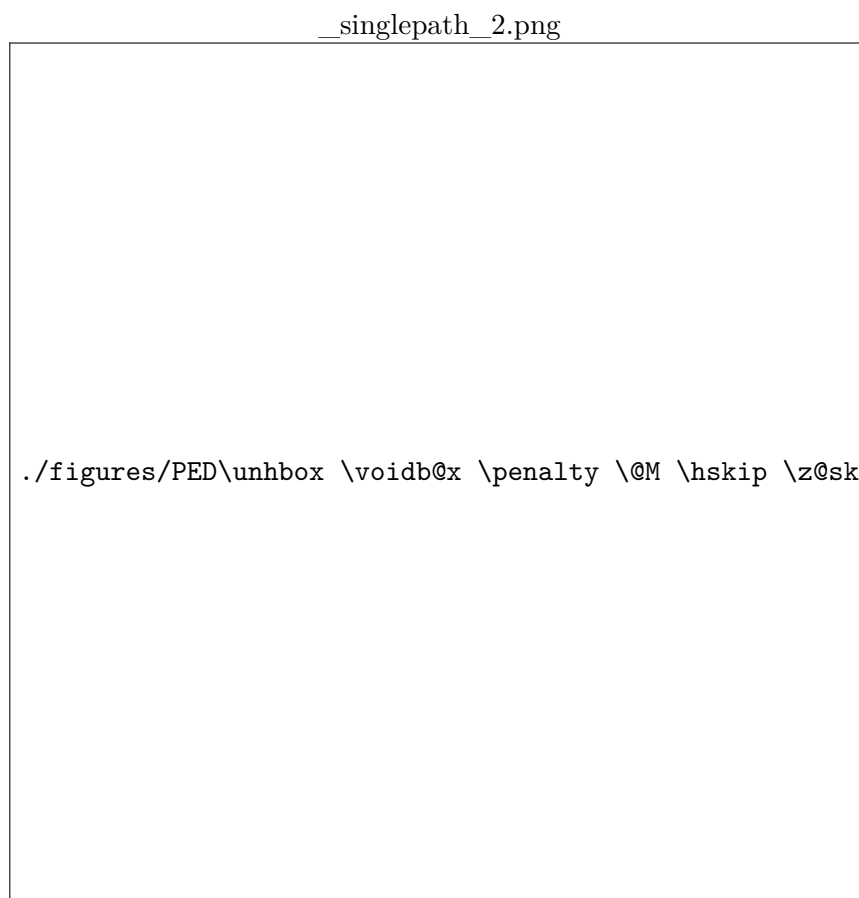 _singlepath_2.png
./figures/PED\unhbox \voidb@x \penalty \@M \hskip \z@sk